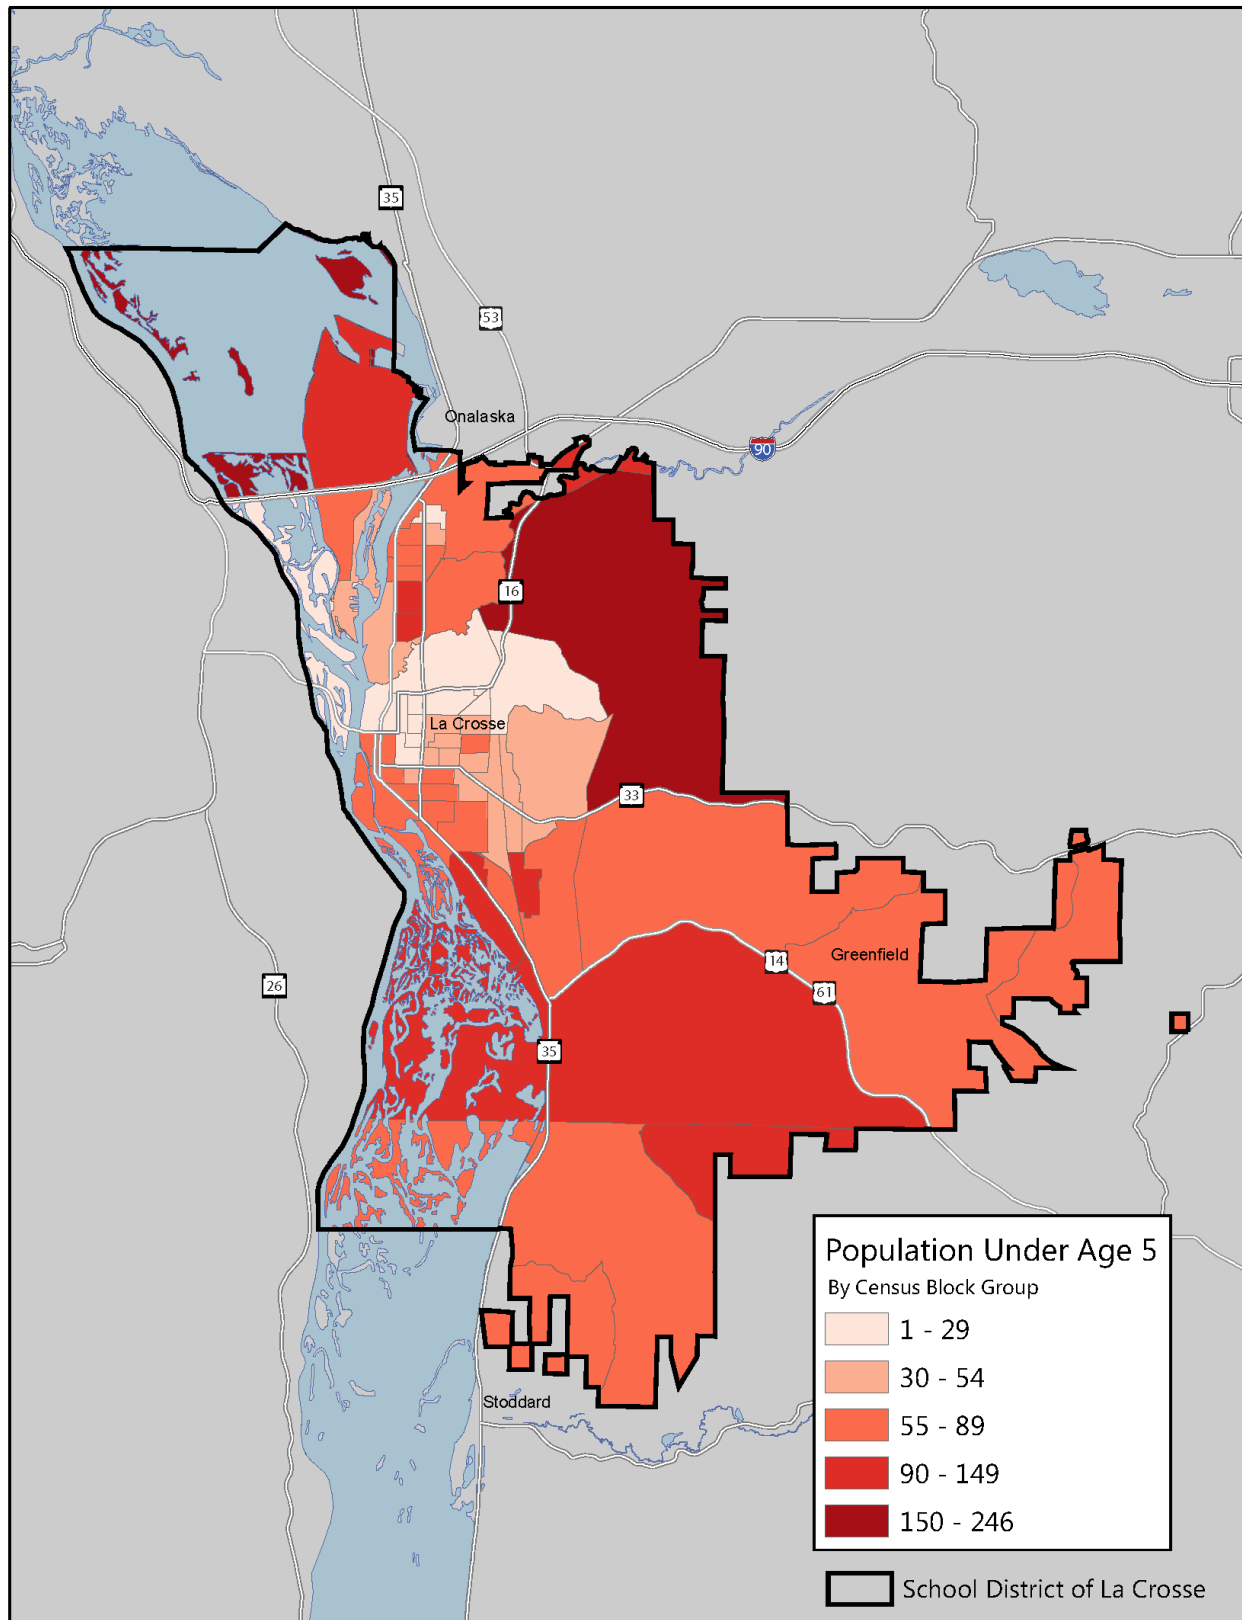 35
53
Onalaska
90
16
La Crosse
33
14
Greenfield
26
61
35
Population Under Age 5
By Census Block Group
1 - 29
30 - 54
55 - 89
90 - 149
150 - 246
Stoddard
School District of La Crosse